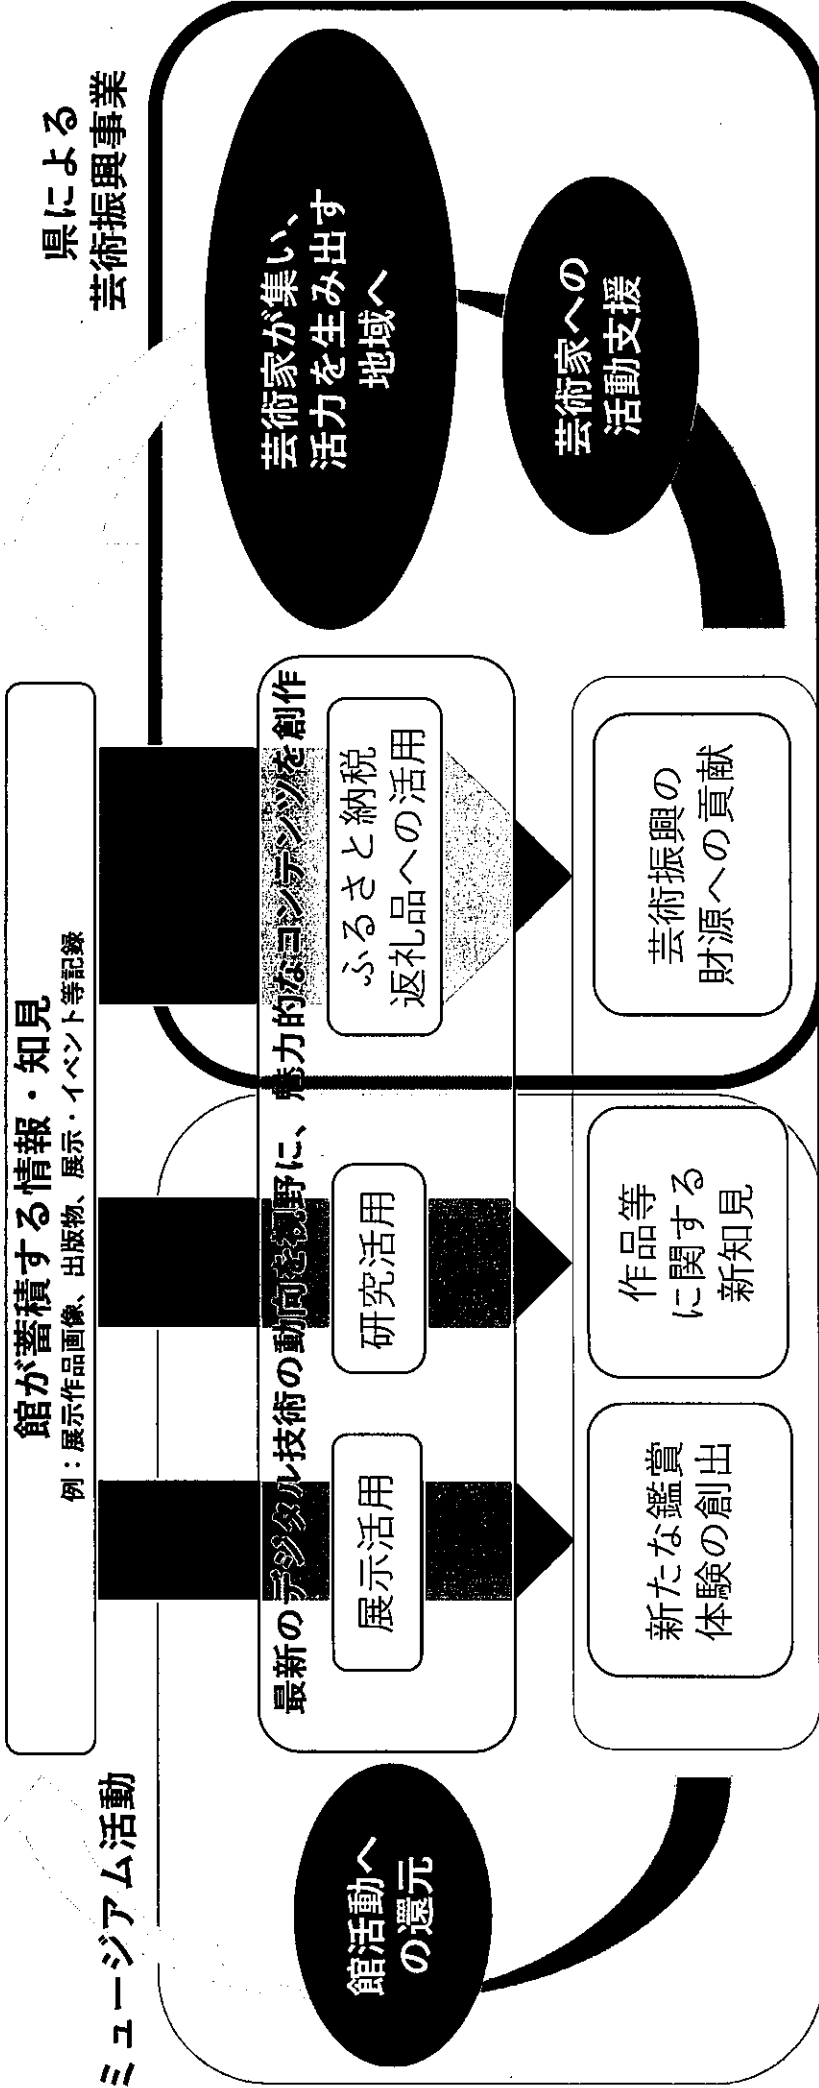 館が蓄積する情報・知見
例：展示作品画像、出版物、展示・イベント等記録
ミュージアム活動
県による
芸術振興事業
最新のデジタル技術の動向を視野に、魅力的なコンテンツを創作
展示活用
研究活用
ふるさと納税
返礼品への活用
新たな鑑賞
体験の創出
作品等
に関する
新知見
芸術振興の
財源への貢献
館活動へ
の還元
芸術家が集い、
活力を生み出す
地域へ
芸術家への
活動支援